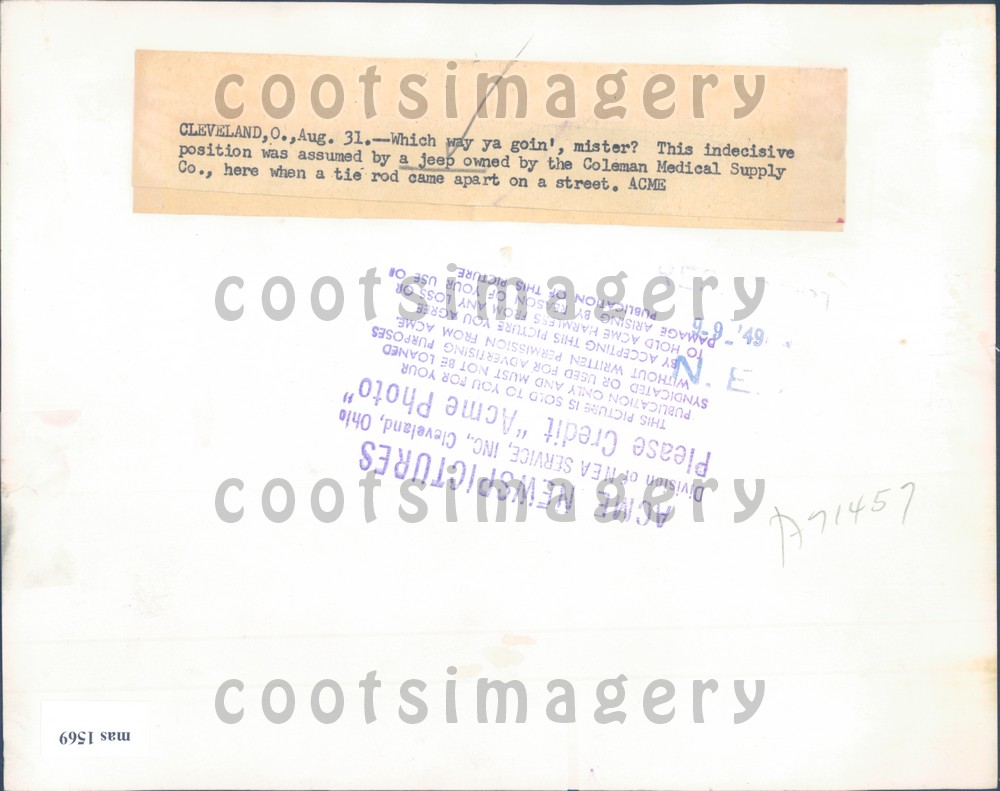 cootsimagery
CLEVELAND,O.,Aug. 31.--Which way ya goin', mister? This indecisive
position was assumed by a jeep owned by the Coleman Medical Supply
Co., here when a tie rod came apart on a street. ACME
cootsimagery
9-9-'49
N. E.
ACME NEWSPICTURES
Division of NEA SERVICE, INC., Cleveland, Ohio
Please Credit "Acme Photo"
THIS PICTURE IS SOLD TO YOU FOR YOUR
PUBLICATION ONLY AND MUST NOT BE LOANED
SYNDICATED OR USED FOR ADVERTISING PURPOSES
WITHOUT WRITTEN PERMISSION FROM ACME.
BY ACCEPTING THIS PICTURE YOU AGREE
TO HOLD ACME HARMLESS FROM ANY LOSS OR
DAMAGE ARISING BY REASON OF YOUR USE OR
PUBLICATION OF THIS PICTURE
cootsimagery
A71457
cootsimagery
mas 1569